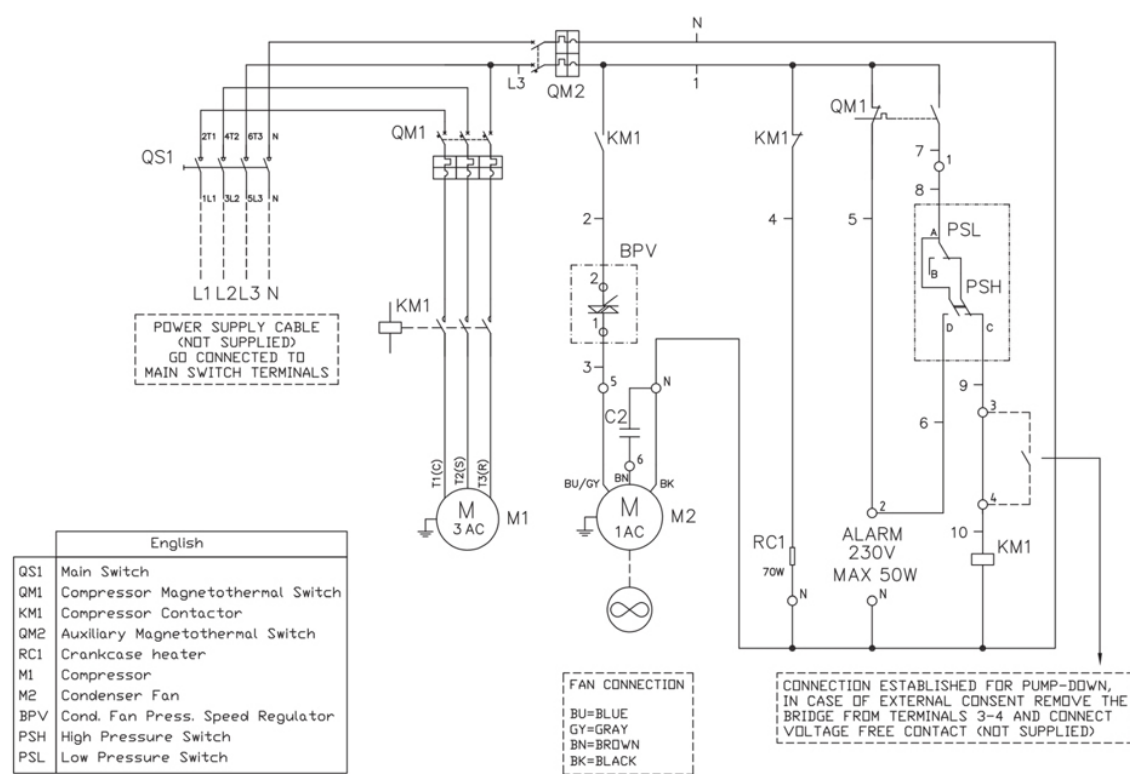 N
L3
QM2
1
2T1 4T2 6T3 N
QS1
1L1 3L2 5L3 N
L1 L2 L3 N
POWER SUPPLY CABLE
(NOT SUPPLIED)
GO CONNECTED TO
MAIN SWITCH TERMINALS
QM1
KM1
T1(C) T2(S) T3(R)
M
3 AC
M1
KM1
2
BPV
2
1
3
5
N
C2
6
BU/GY
BN
BK
M
1AC
M2
KM1
4
RC1
70W
N
QM1
5
2
ALARM
230V
MAX 50W
N
7
1
8
A
PSL
B
PSH
D
C
9
6
3
4
10
KM1
English
QS1 Main Switch
QM1 Compressor Magnetothermal Switch
KM1 Compressor Contactor
QM2 Auxiliary Magnetothermal Switch
RC1 Crankcase heater
M1 Compressor
M2 Condenser Fan
BPV Cond. Fan Press. Speed Regulator
PSH High Pressure Switch
PSL Low Pressure Switch
FAN CONNECTION
BU=BLUE
GY=GRAY
BN=BROWN
BK=BLACK
CONNECTION ESTABLISHED FOR PUMP-DOWN,
IN CASE OF EXTERNAL CONSENT REMOVE THE
BRIDGE FROM TERMINALS 3-4 AND CONNECT
VOLTAGE FREE CONTACT (NOT SUPPLIED)